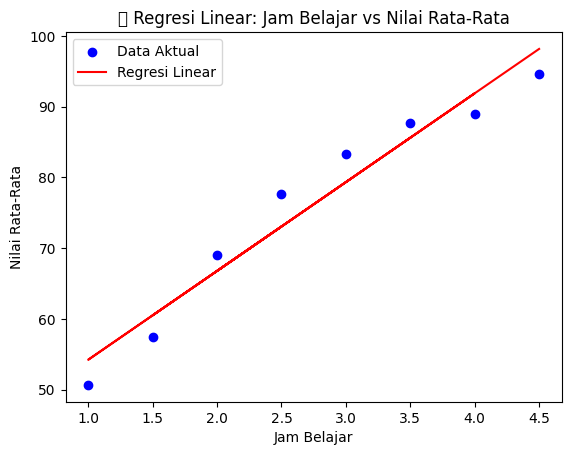 Regresi Linear: Jam Belajar vs Nilai Rata-Rata
Data Aktual
Regresi Linear
Nilai Rata-Rata
100
90
80
70
60
50
1.0 1.5 2.0 2.5 3.0 3.5 4.0 4.5
Jam Belajar